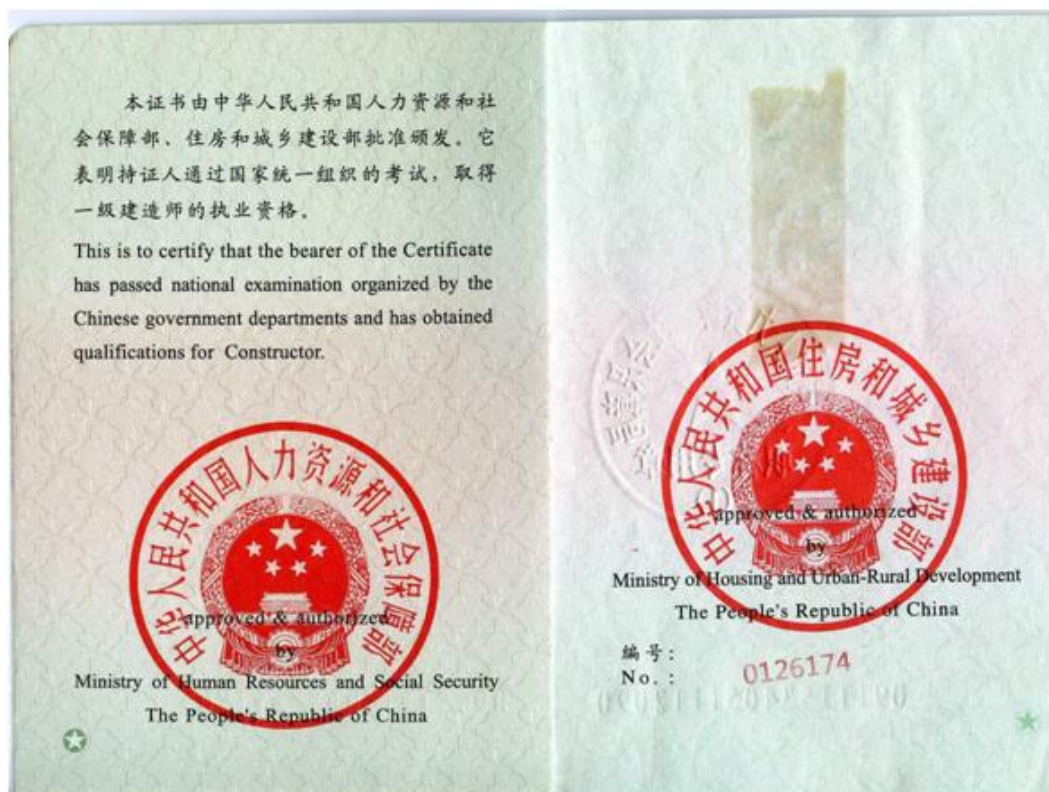 本证书由中华人民共和国人力资源和社
会保障部、住房和城乡建设部批准颁发。它
表明持证人通过国家统一组织的考试，取得
一级建造师的执业资格。
This is to certify that the bearer of the Certificate
has passed national examination organized by the
Chinese government departments and has obtained
qualifications for Constructor.
中华人民共和国人力资源和社会保障部
approved & authorized
by
Ministry of Human Resources and Social Security
The People's Republic of China
中华人民共和国住房和城乡建设部
approved & authorized
by
Ministry of Housing and Urban-Rural Development
The People's Republic of China
编号：
No.: 0126174